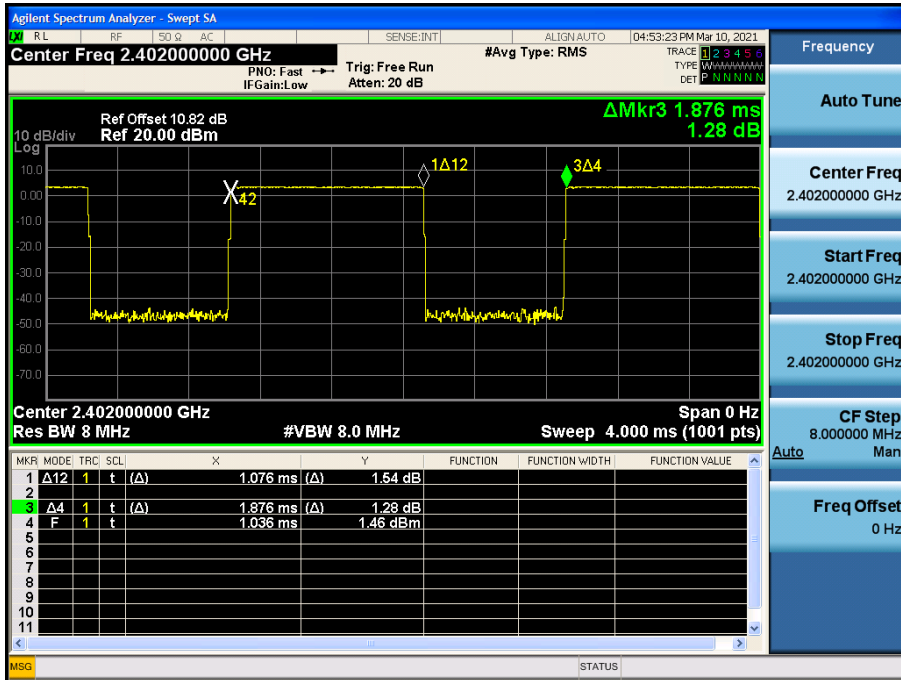 Agilent Spectrum Analyzer - Swept SA
LXI RL RF 50 Ω AC SENSE:INT ALIGN AUTO 04:53:23 PM Mar 10, 2021
Center Freq 2.402000000 GHz #Avg Type: RMS TRACE 1 2 3 4 5 6
PNO: Fast Trig: Free Run TYPE WWWWWW
IFGain:Low Atten: 20 dB DET P N N N N N
Ref Offset 10.82 dB ΔMkr3 1.876 ms
10 dB/div Ref 20.00 dBm 1.28 dB
Log
10.0
0.00
-10.0
-20.0
-30.0
-40.0
-50.0
-60.0
-70.0
1Δ12
3Δ4
X42
Center 2.402000000 GHz Span 0 Hz
Res BW 8 MHz #VBW 8.0 MHz Sweep 4.000 ms (1001 pts)
MKR MODE TRC SCL X Y FUNCTION FUNCTION WIDTH FUNCTION VALUE
1 Δ12 1 t (Δ) 1.076 ms (Δ) 1.54 dB
2
3 Δ4 1 t (Δ) 1.876 ms (Δ) 1.28 dB
4 F 1 t 1.036 ms 1.46 dBm
5
6
7
8
9
10
11
MSG STATUS
Frequency
Auto Tune
Center Freq
2.402000000 GHz
Start Freq
2.402000000 GHz
Stop Freq
2.402000000 GHz
CF Step
8.000000 MHz
Auto Man
Freq Offset
0 Hz